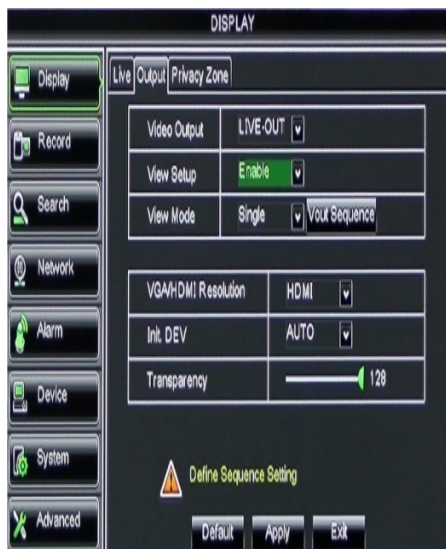 DISPLAY
Display
Record
Search
Network
Alarm
Device
System
Advanced
Live Output Privacy Zone
Video Output LIVE-OUT
View Setup Enable
View Mode Single Vout Sequence
VGA/HDMI Resolution HDMI
Init. DEV AUTO
Transparency 128
Define Sequence Setting
Default Apply Exit